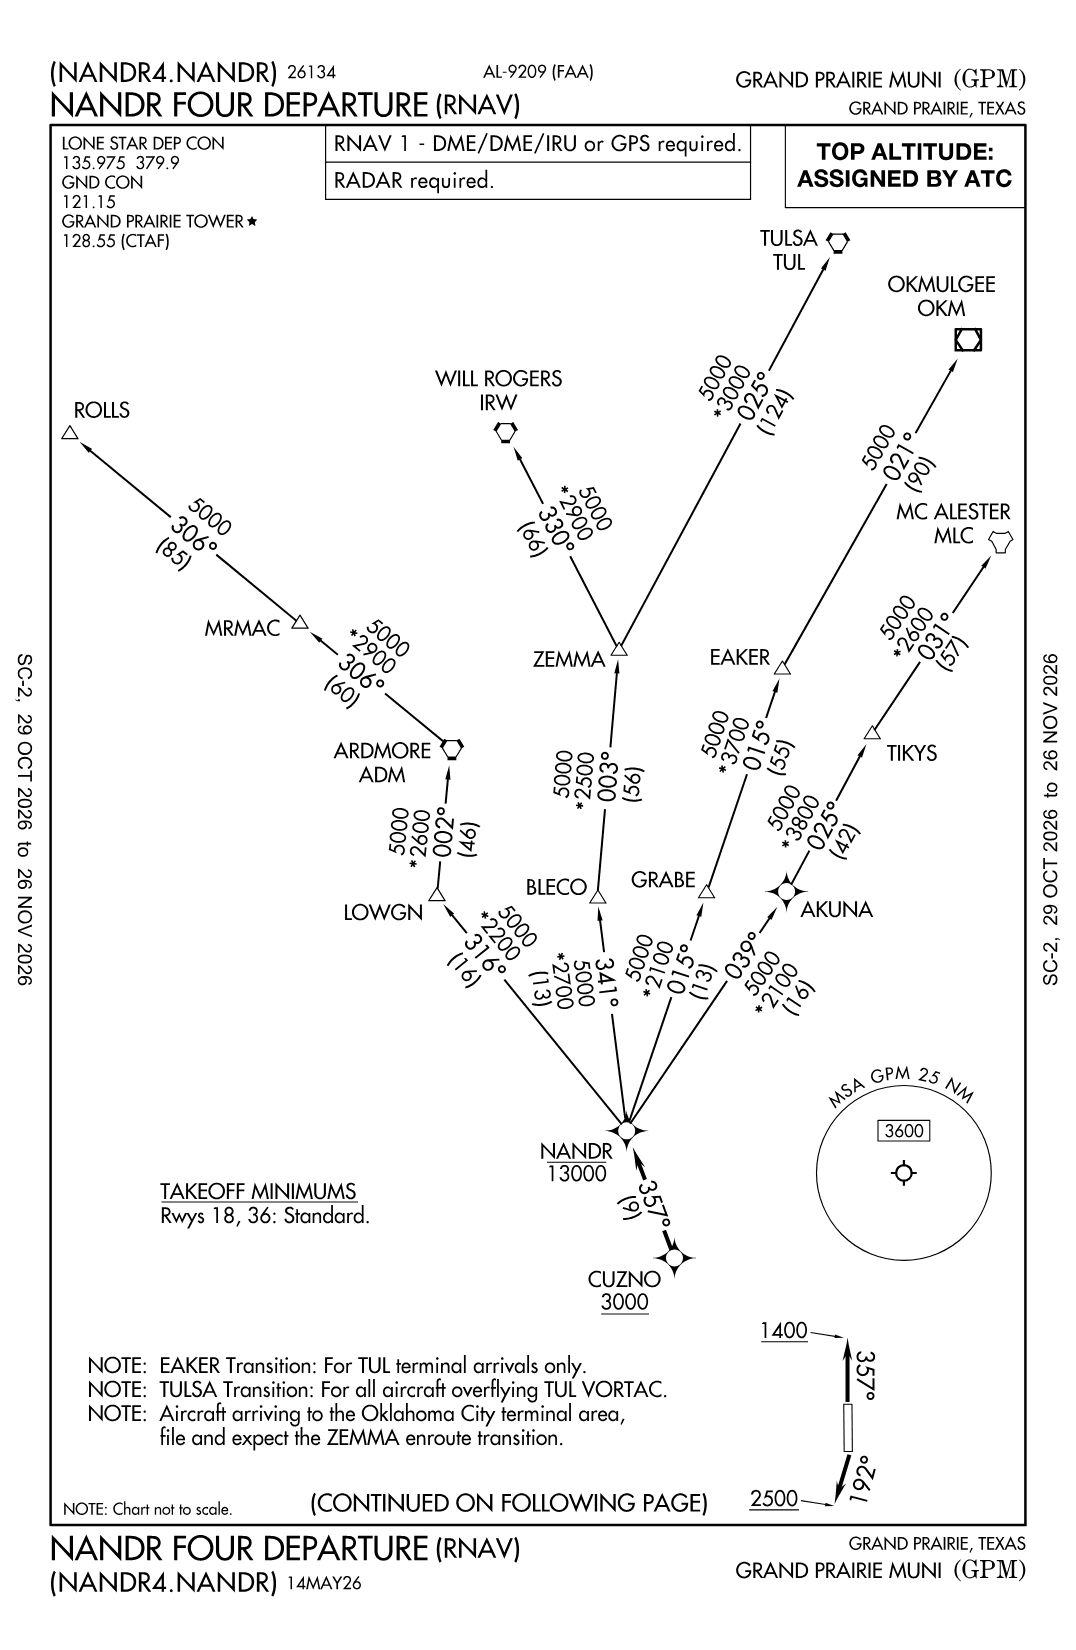 (NANDR4.NANDR) 26134
AL-9209 (FAA)
GRAND PRAIRIE MUNI (GPM)
NANDR FOUR DEPARTURE (RNAV)
GRAND PRAIRIE, TEXAS
LONE STAR DEP CON
135.975 379.9
GND CON
121.15
GRAND PRAIRIE TOWER★
128.55 (CTAF)
RNAV 1 - DME/DME/IRU or GPS required.
RADAR required.
TOP ALTITUDE:
ASSIGNED BY ATC
TULSA
TUL
OKMULGEE
OKM
5000
*3000
025°
(124)
WILL ROGERS
IRW
ROLLS
5000
021°
(90)
5000
306°
(85)
5000
*2900
330°
(66)
MC ALESTER
MLC
MRMAC
5000
*2900
306°
(60)
5000
*2600
031°
(57)
ZEMMA
EAKER
ARDMORE
ADM
5000
*3700
015°
(55)
TIKYS
5000
*2500
003°
(56)
5000
*2600
002°
(46)
5000
*3800
025°
(42)
BLECO
GRABE
LOWGN
AKUNA
5000
*2200
316°
(16)
341°
5000
*2700
(13)
5000
*2100
015°
(13)
039°
5000
*2100
(16)
MSA GPM 25 NM
3600
NANDR
13000
357°
(9)
TAKEOFF MINIMUMS
Rwys 18, 36: Standard.
CUZNO
3000
1400
357°
NOTE: EAKER Transition: For TUL terminal arrivals only.
NOTE: TULSA Transition: For all aircraft overflying TUL VORTAC.
NOTE: Aircraft arriving to the Oklahoma City terminal area,
file and expect the ZEMMA enroute transition.
192°
2500
NOTE: Chart not to scale.
(CONTINUED ON FOLLOWING PAGE)
NANDR FOUR DEPARTURE (RNAV)
GRAND PRAIRIE, TEXAS
(NANDR4.NANDR) 14MAY26
GRAND PRAIRIE MUNI (GPM)
SC-2, 29 OCT 2026 to 26 NOV 2026
SC-2, 29 OCT 2026 to 26 NOV 2026